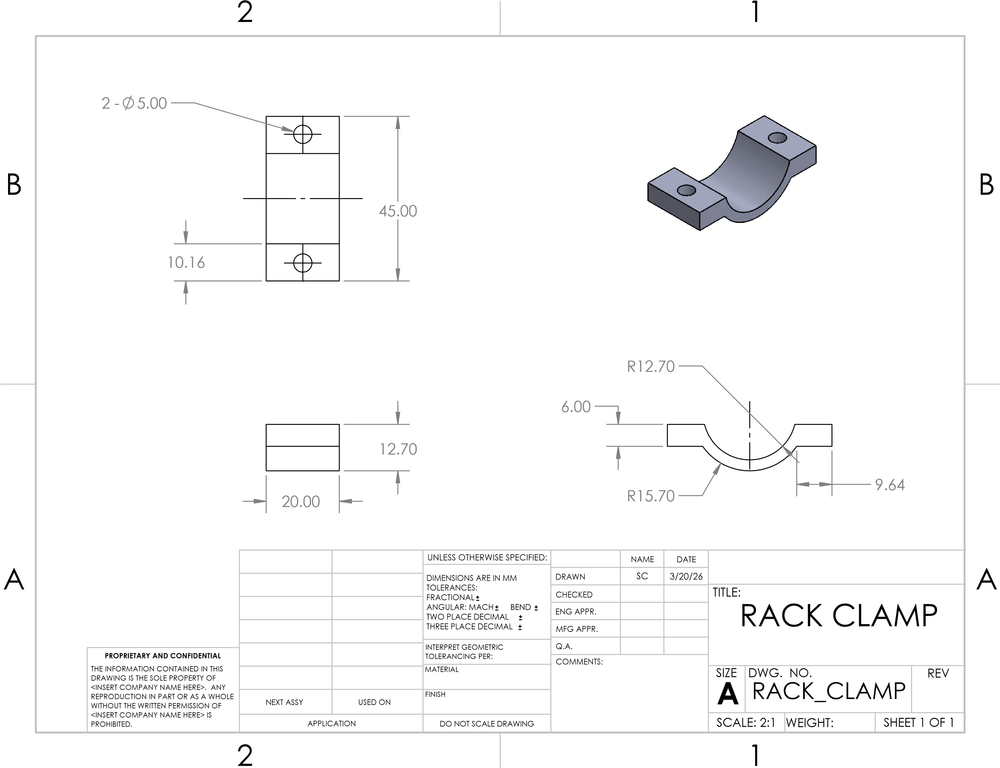 2
1
B
B
2 - ∅ 5.00
45.00
10.16
R12.70
6.00
12.70
20.00
R15.70
9.64
A
A
UNLESS OTHERWISE SPECIFIED:
DIMENSIONS ARE IN MM
TOLERANCES:
FRACTIONAL ±
ANGULAR: MACH ± BEND ±
TWO PLACE DECIMAL ±
THREE PLACE DECIMAL ±
INTERPRET GEOMETRIC
TOLERANCING PER:
MATERIAL
FINISH
DO NOT SCALE DRAWING
NAME
DATE
DRAWN
SC
3/20/26
CHECKED
ENG APPR.
MFG APPR.
Q.A.
COMMENTS:
TITLE:
RACK CLAMP
SIZE
A
DWG. NO.
RACK_CLAMP
REV
SCALE: 2:1
WEIGHT:
SHEET 1 OF 1
PROPRIETARY AND CONFIDENTIAL
THE INFORMATION CONTAINED IN THIS
DRAWING IS THE SOLE PROPERTY OF
<INSERT COMPANY NAME HERE>. ANY
REPRODUCTION IN PART OR AS A WHOLE
WITHOUT THE WRITTEN PERMISSION OF
<INSERT COMPANY NAME HERE> IS
PROHIBITED.
NEXT ASSY
USED ON
APPLICATION
2
1